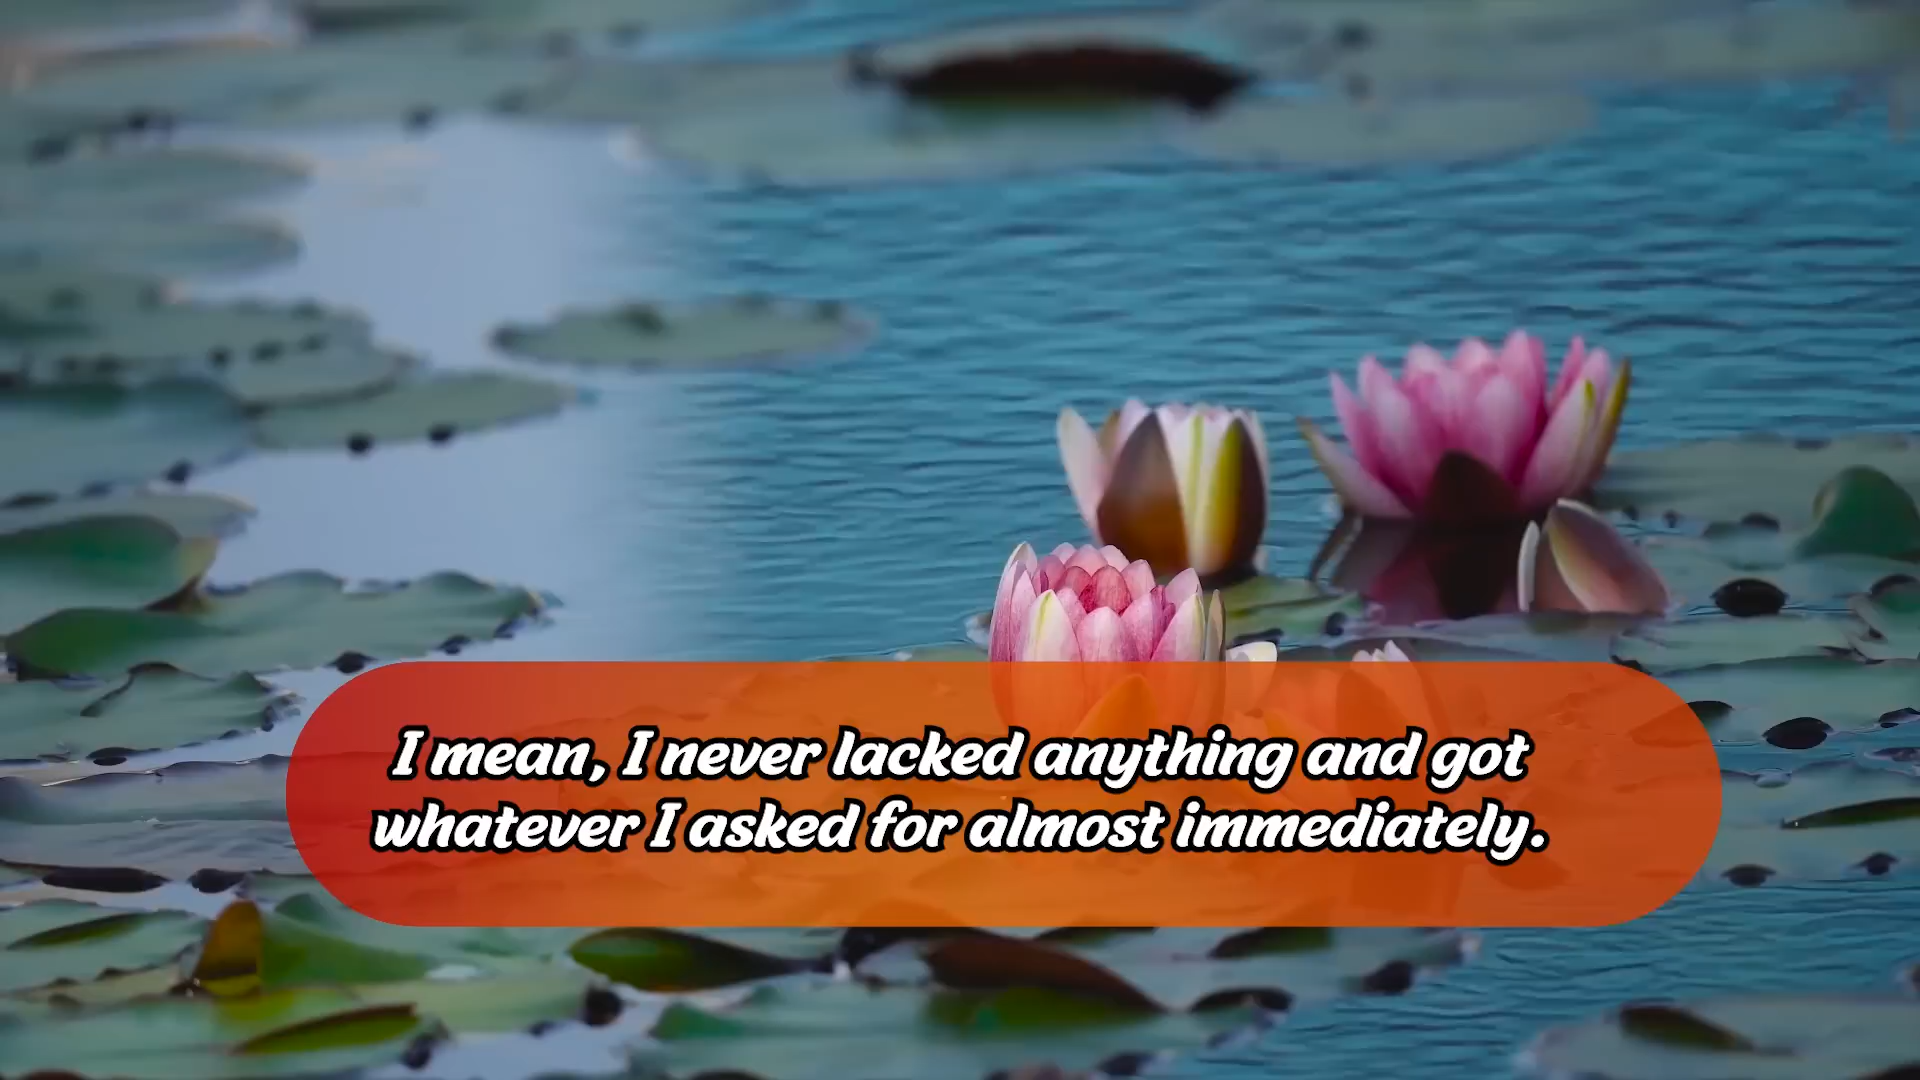 I mean, I never lacked anything and got
whatever I asked for almost immediately.